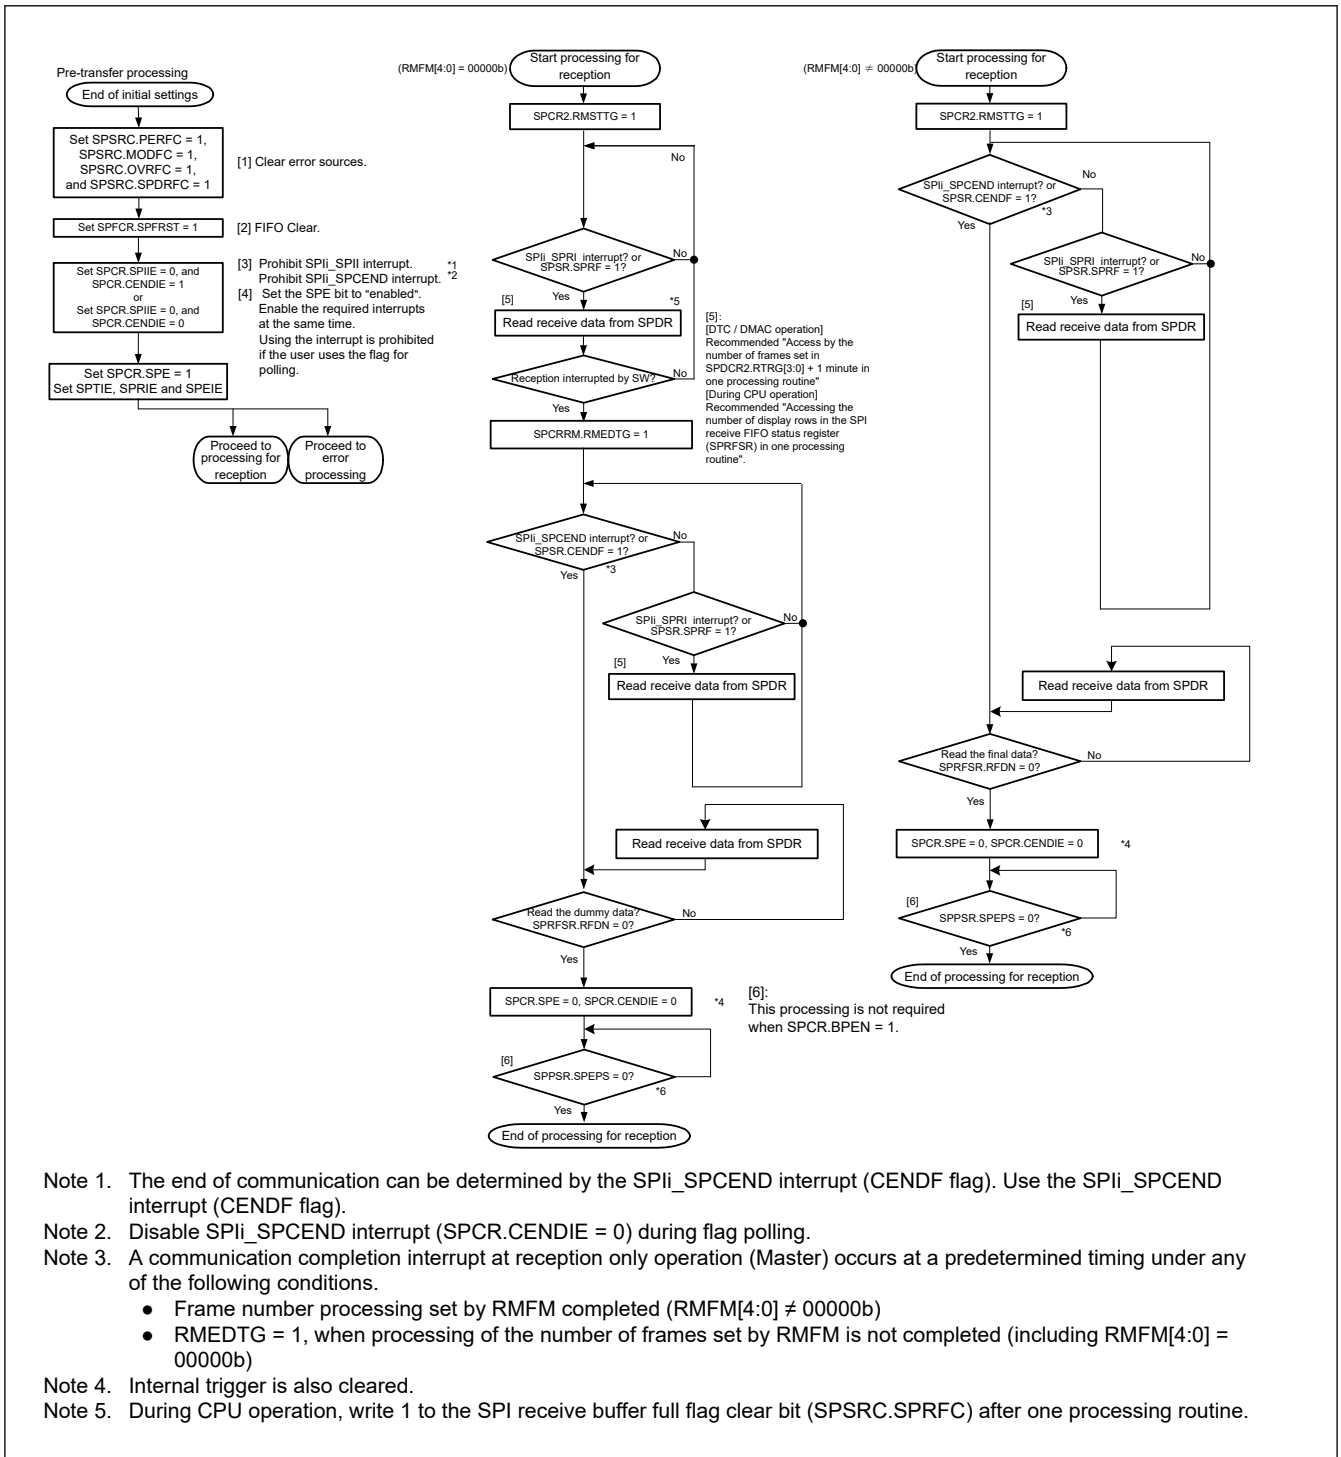 Pre-transfer processing
End of initial settings
Set SPSRC.PERFC = 1,
SPSRC.MODFC = 1,
SPSRC.OVRFC = 1,
and SPSRC.SPDRFC = 1
[1] Clear error sources.
Set SPFCR.SPFRST = 1
[2] FIFO Clear.
Set SPCR.SPIIE = 0, and
SPCR.CENDIE = 1
or
Set SPCR.SPIIE = 0, and
SPCR.CENDIE = 0
[3] Prohibit SPIi_SPII interrupt. *1
Prohibit SPIi_SPCEND interrupt. *2
[4] Set the SPE bit to "enabled".
Enable the required interrupts
at the same time.
Using the interrupt is prohibited
if the user uses the flag for
polling.
Set SPCR.SPE = 1
Set SPTIE, SPRIE and SPEIE
Proceed to
processing for
reception
Proceed to
error
processing
(RMFM[4:0] = 00000b)
Start processing for
reception
SPCR2.RMSTTG = 1
No
SPIi_SPRI interrupt? or
SPSR.SPRF = 1?
No
Yes
[5]
*5
Read receive data from SPDR
Reception interrupted by SW?
No
Yes
SPCRRM.RMEDTG = 1
[5]:
[DTC / DMAC operation]
Recommended "Access by the
number of frames set in
SPDCR2.RTRG[3:0] + 1 minute in
one processing routine"
[During CPU operation]
Recommended "Accessing the
number of display rows in the SPI
receive FIFO status register
(SPRFSR) in one processing
routine".
SPIi_SPCEND interrupt? or
SPSR.CENDF = 1?
No
Yes
*3
SPIi_SPRI interrupt? or
SPSR.SPRF = 1?
No
Yes
[5]
Read receive data from SPDR
Read receive data from SPDR
Read the dummy data?
SPRFSR.RFDN = 0?
No
Yes
SPCR.SPE = 0, SPCR.CENDIE = 0
*4
[6]
SPPSR.SPEPS = 0?
*6
Yes
End of processing for reception
[6]:
This processing is not required
when SPCR.BPEN = 1.
(RMFM[4:0] ≠ 00000b)
Start processing for
reception
SPCR2.RMSTTG = 1
SPIi_SPCEND interrupt? or
SPSR.CENDF = 1?
No
*3
Yes
SPIi_SPRI interrupt? or
SPSR.SPRF = 1?
No
Yes
[5]
Read receive data from SPDR
Read receive data from SPDR
Read the final data?
SPRFSR.RFDN = 0?
No
Yes
SPCR.SPE = 0, SPCR.CENDIE = 0
*4
[6]
SPPSR.SPEPS = 0?
*6
Yes
End of processing for reception
Note 1. The end of communication can be determined by the SPIi_SPCEND interrupt (CENDF flag). Use the SPIi_SPCEND
interrupt (CENDF flag).
Note 2. Disable SPIi_SPCEND interrupt (SPCR.CENDIE = 0) during flag polling.
Note 3. A communication completion interrupt at reception only operation (Master) occurs at a predetermined timing under any
of the following conditions.
● Frame number processing set by RMFM completed (RMFM[4:0] ≠ 00000b)
● RMEDTG = 1, when processing of the number of frames set by RMFM is not completed (including RMFM[4:0] =
00000b)
Note 4. Internal trigger is also cleared.
Note 5. During CPU operation, write 1 to the SPI receive buffer full flag clear bit (SPSRC.SPRFC) after one processing routine.